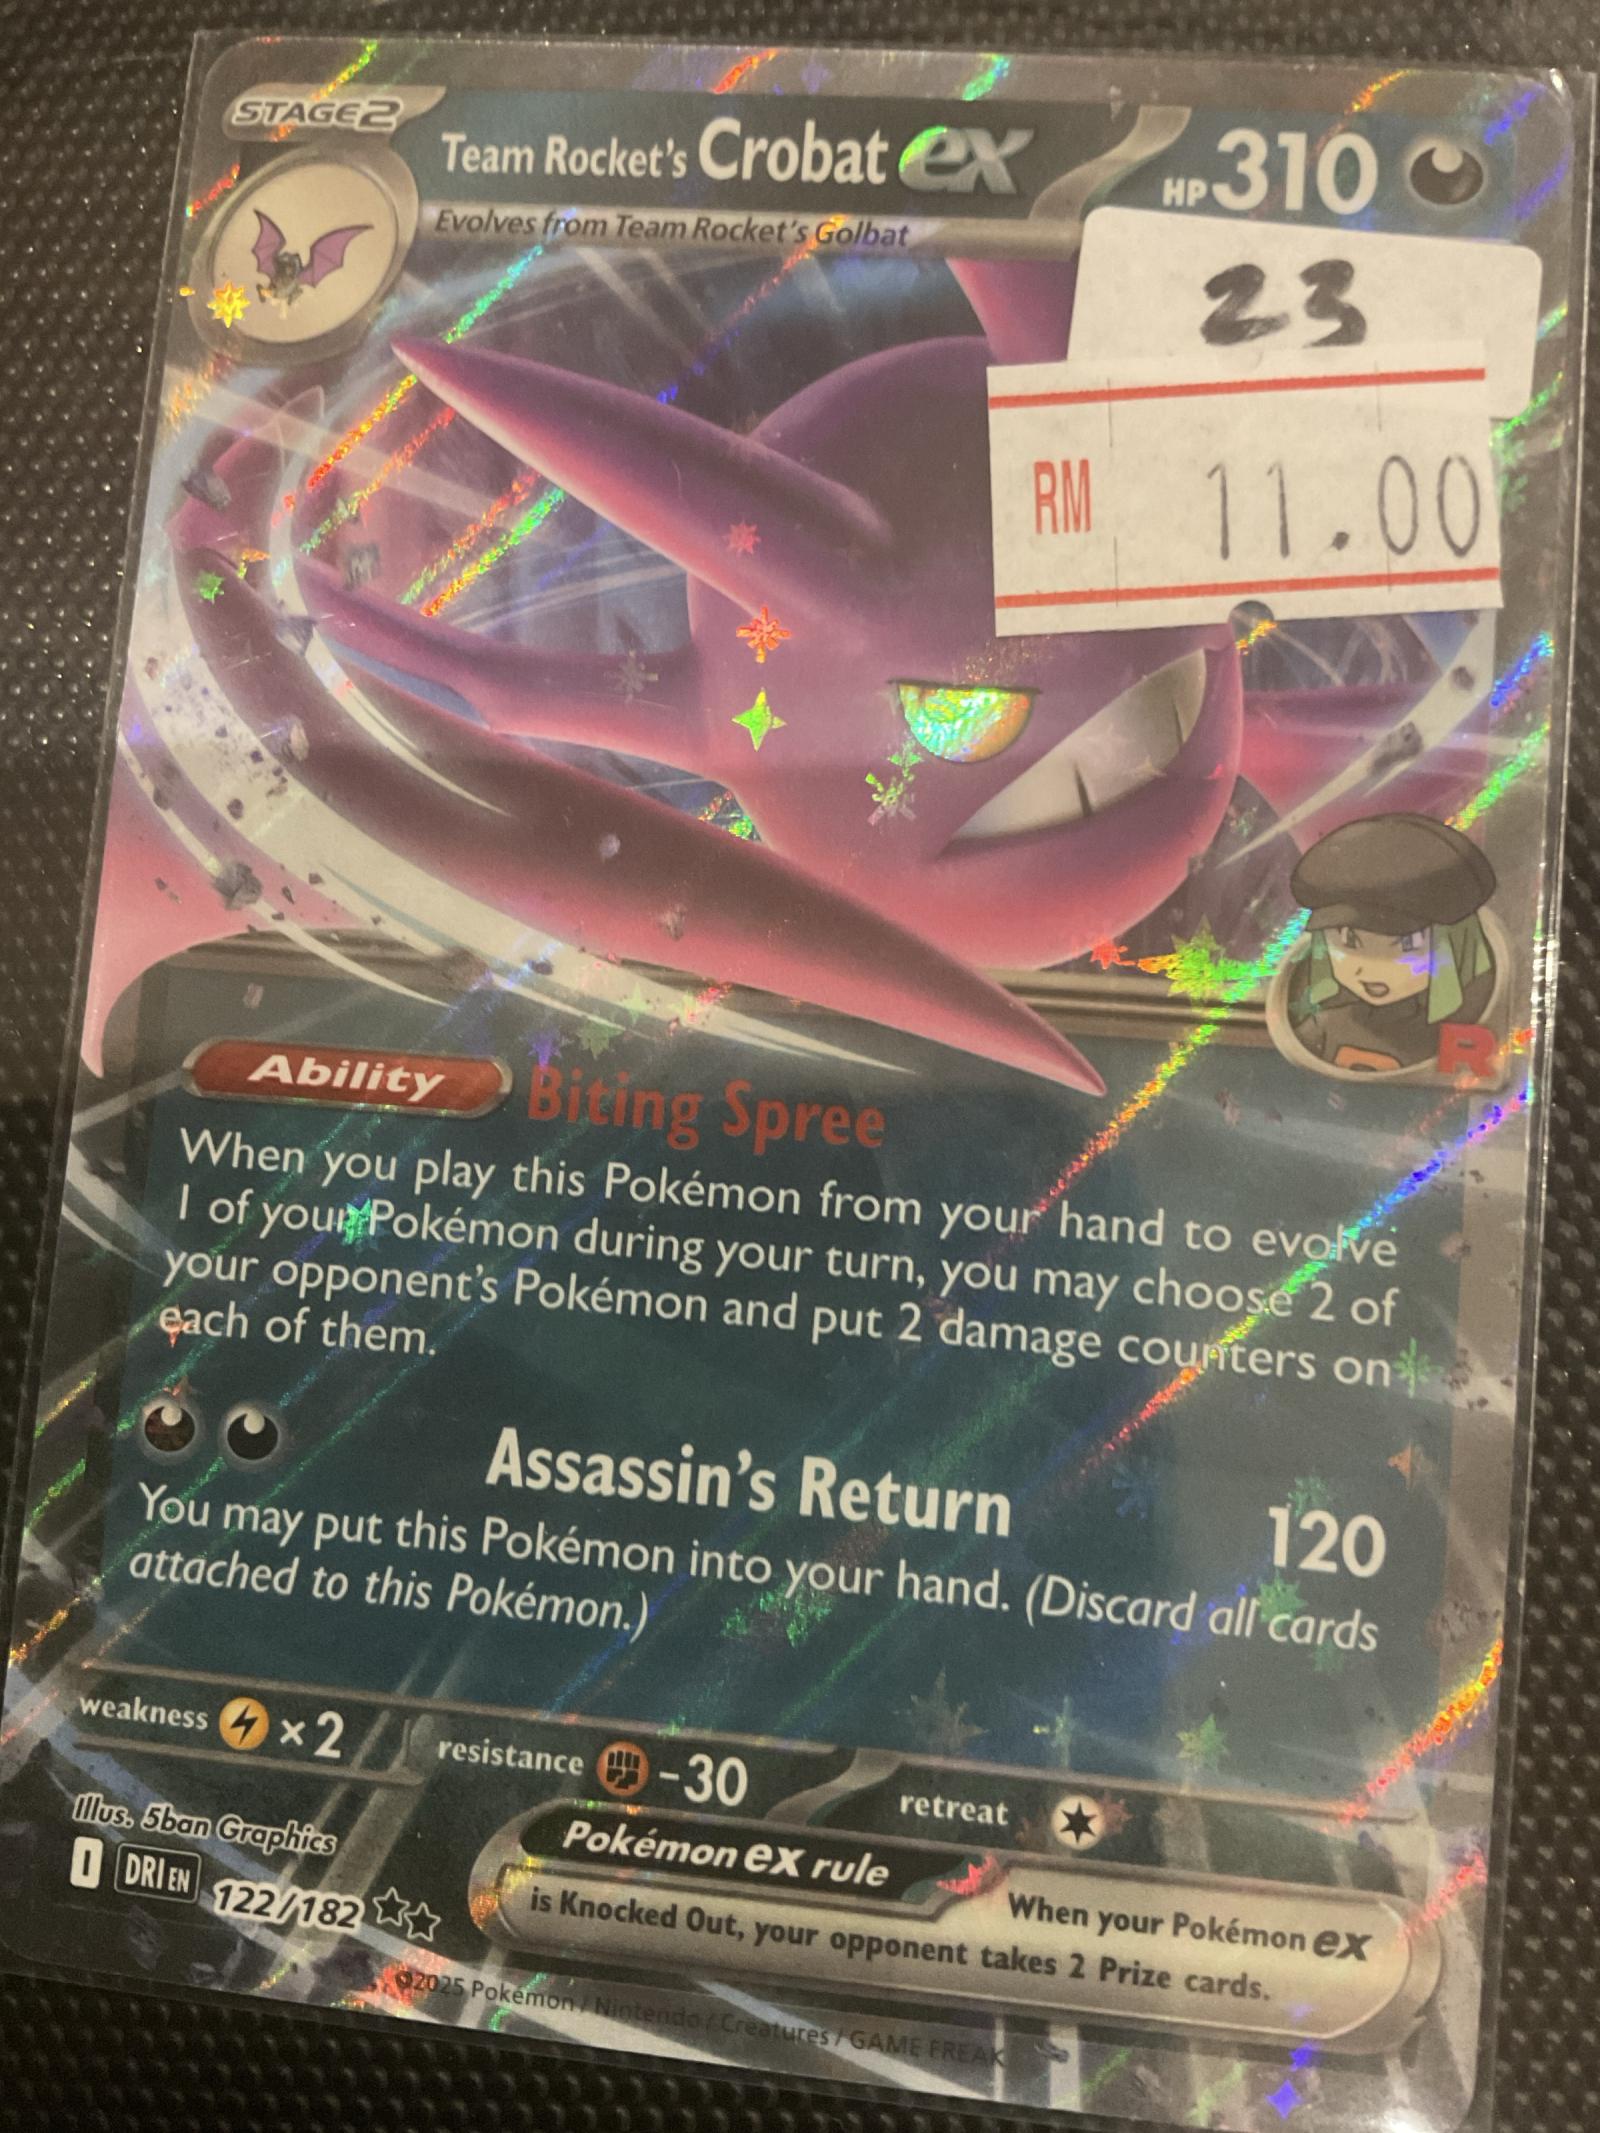 STAGE2
Team Rocket's Crobat ex HP 310
Evolves from Team Rocket's Golbat
23
RM 11.00
R
Ability Biting Spree
When you play this Pokémon from your hand to evolve
1 of your Pokémon during your turn, you may choose 2 of
your opponent's Pokémon and put 2 damage counters on
each of them.
Assassin's Return 120
You may put this Pokémon into your hand. (Discard all cards
attached to this Pokémon.)
weakness ×2 resistance -30 retreat
Illus. 5ban Graphics
I DRI EN 122/182
Pokémon ex rule
When your Pokémon ex
is Knocked Out, your opponent takes 2 Prize cards.
©2025 Pokémon / Nintendo / Creatures / GAME FREAK